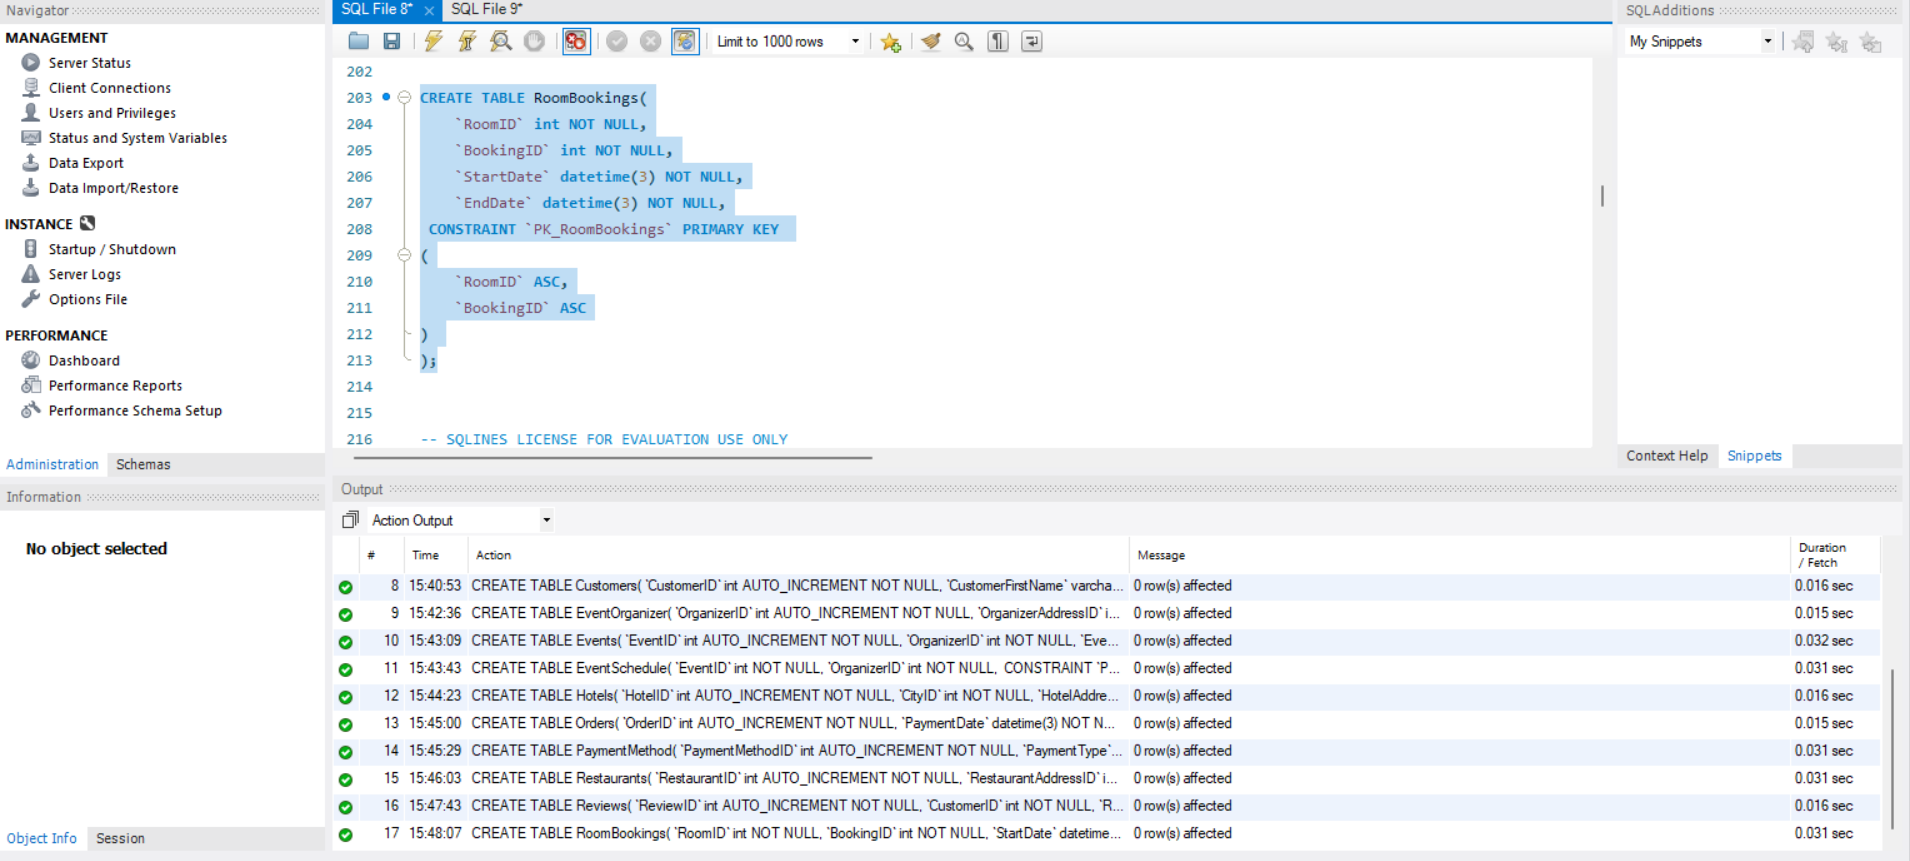 Navigator
MANAGEMENT
Server Status
Client Connections
Users and Privileges
Status and System Variables
Data Export
Data Import/Restore
INSTANCE
Startup / Shutdown
Server Logs
Options File
PERFORMANCE
Dashboard
Performance Reports
Performance Schema Setup
Administration Schemas
Information
No object selected
Object Info Session
SQL File 8* × SQL File 9*
Limit to 1000 rows
202
203 CREATE TABLE RoomBookings(
204 `RoomID` int NOT NULL,
205 `BookingID` int NOT NULL,
206 `StartDate` datetime(3) NOT NULL,
207 `EndDate` datetime(3) NOT NULL,
208 CONSTRAINT `PK_RoomBookings` PRIMARY KEY
209 (
210 `RoomID` ASC,
211 `BookingID` ASC
212 )
213 );
214
215
216 -- SQLINES LICENSE FOR EVALUATION USE ONLY
SQLAdditions
My Snippets
Context Help Snippets
Output
Action Output
# Time Action Message Duration / Fetch
8 15:40:53 CREATE TABLE Customers( `CustomerID` int AUTO_INCREMENT NOT NULL, `CustomerFirstName` varcha... 0 row(s) affected 0.016 sec
9 15:42:36 CREATE TABLE EventOrganizer( `OrganizerID` int AUTO_INCREMENT NOT NULL, `OrganizerAddressID` i... 0 row(s) affected 0.015 sec
10 15:43:09 CREATE TABLE Events( `EventID` int AUTO_INCREMENT NOT NULL, `OrganizerID` int NOT NULL, `Eve... 0 row(s) affected 0.032 sec
11 15:43:43 CREATE TABLE EventSchedule( `EventID` int NOT NULL, `OrganizerID` int NOT NULL, CONSTRAINT `P... 0 row(s) affected 0.031 sec
12 15:44:23 CREATE TABLE Hotels( `HotelID` int AUTO_INCREMENT NOT NULL, `CityID` int NOT NULL, `HotelAddre... 0 row(s) affected 0.016 sec
13 15:45:00 CREATE TABLE Orders( `OrderID` int AUTO_INCREMENT NOT NULL, `PaymentDate` datetime(3) NOT N... 0 row(s) affected 0.015 sec
14 15:45:29 CREATE TABLE PaymentMethod( `PaymentMethodID` int AUTO_INCREMENT NOT NULL, `PaymentType`... 0 row(s) affected 0.031 sec
15 15:46:03 CREATE TABLE Restaurants( `RestaurantID` int AUTO_INCREMENT NOT NULL, `RestaurantAddressID` i... 0 row(s) affected 0.031 sec
16 15:47:43 CREATE TABLE Reviews( `ReviewID` int AUTO_INCREMENT NOT NULL, `CustomerID` int NOT NULL, `R... 0 row(s) affected 0.016 sec
17 15:48:07 CREATE TABLE RoomBookings( `RoomID` int NOT NULL, `BookingID` int NOT NULL, `StartDate` datetime... 0 row(s) affected 0.031 sec